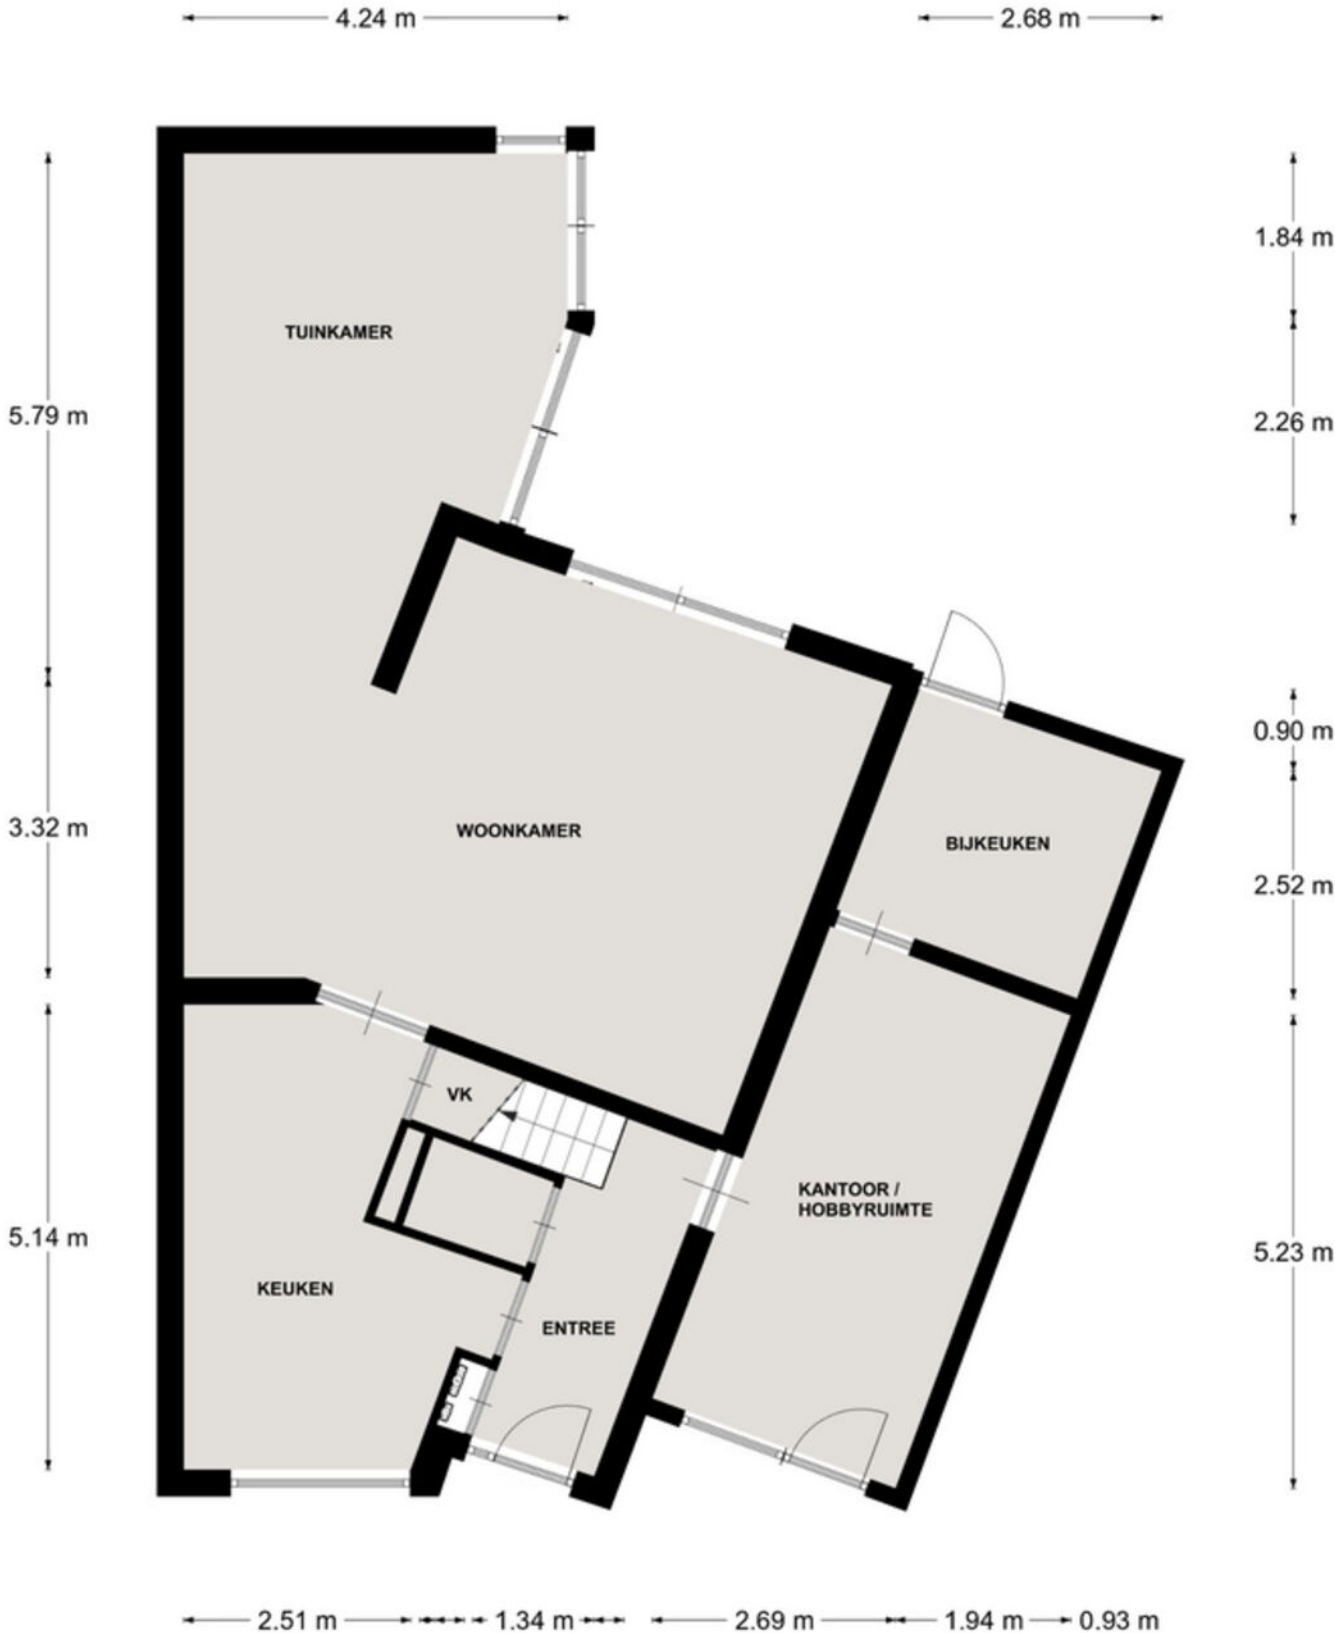 4.24 m
2.68 m
1.84 m
TUINKAMER
5.79 m
2.26 m
0.90 m
3.32 m
WOONKAMER
BIJKEUKEN
2.52 m
VK
KANTOOR /
HOBBYRUIMTE
5.14 m
5.23 m
KEUKEN
ENTREE
2.51 m
1.34 m
2.69 m
1.94 m
0.93 m